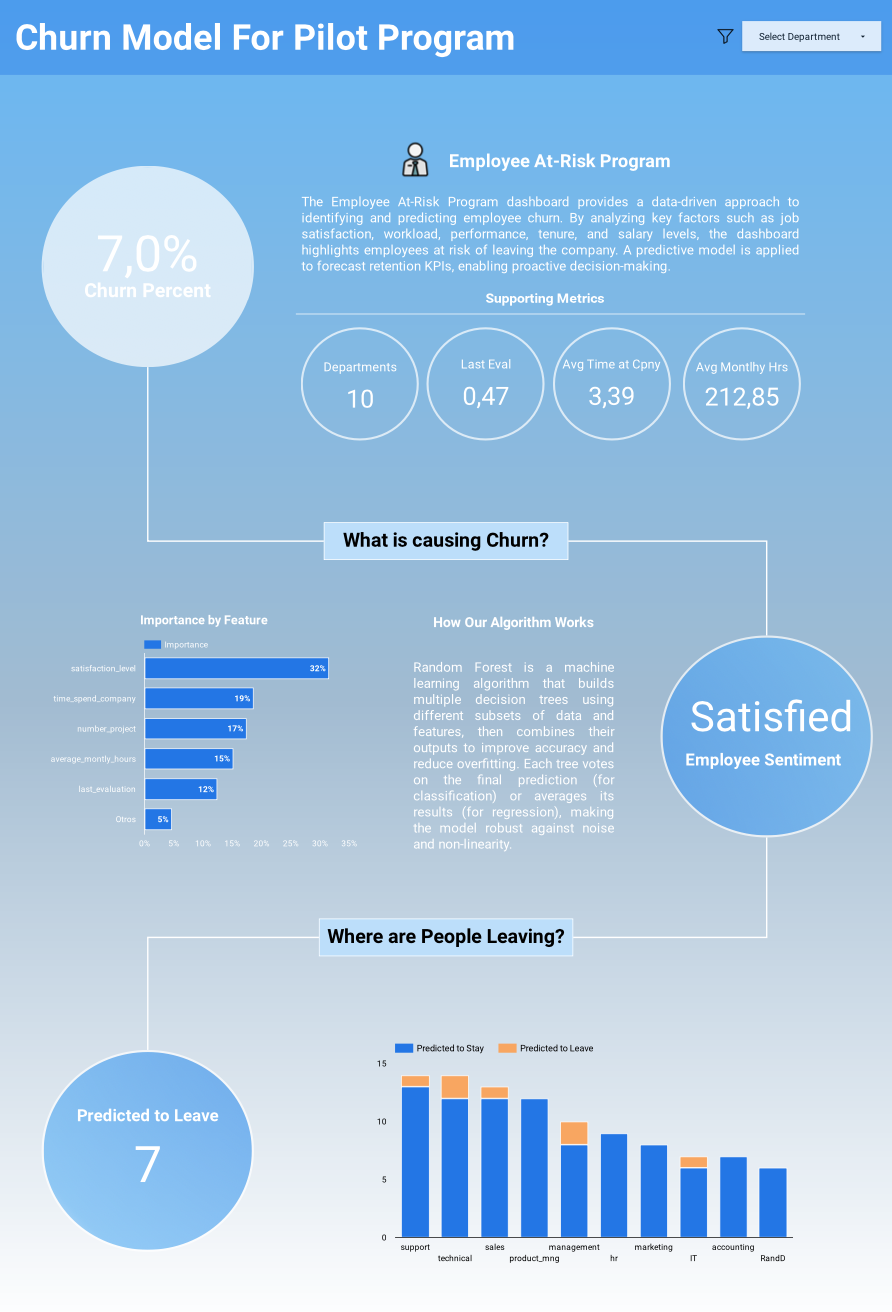 Churn Model For Pilot Program
Select Department
Employee At-Risk Program
The Employee At-Risk Program dashboard provides a data-driven approach to
identifying and predicting employee churn. By analyzing key factors such as job
satisfaction, workload, performance, tenure, and salary levels, the dashboard
highlights employees at risk of leaving the company. A predictive model is applied
to forecast retention KPIs, enabling proactive decision-making.
7,0%
Churn Percent
Supporting Metrics
Departments
10
Last Eval
0,47
Avg Time at Cpny
3,39
Avg Montlhy Hrs
212,85
What is causing Churn?
Importance by Feature
Importance
satisfaction_level
32%
time_spend_company
19%
number_project
17%
average_montly_hours
15%
last_evaluation
12%
Otros
5%
0% 5% 10% 15% 20% 25% 30% 35%
How Our Algorithm Works
Random Forest is a machine
learning algorithm that builds
multiple decision trees using
different subsets of data and
features, then combines their
outputs to improve accuracy and
reduce overfitting. Each tree votes
on the final prediction (for
classification) or averages its
results (for regression), making
the model robust against noise
and non-linearity.
Satisfied
Employee Sentiment
Where are People Leaving?
Predicted to Leave
7
Predicted to Stay
Predicted to Leave
15
10
5
0
support
technical
sales
product_mng
management
hr
marketing
IT
accounting
RandD